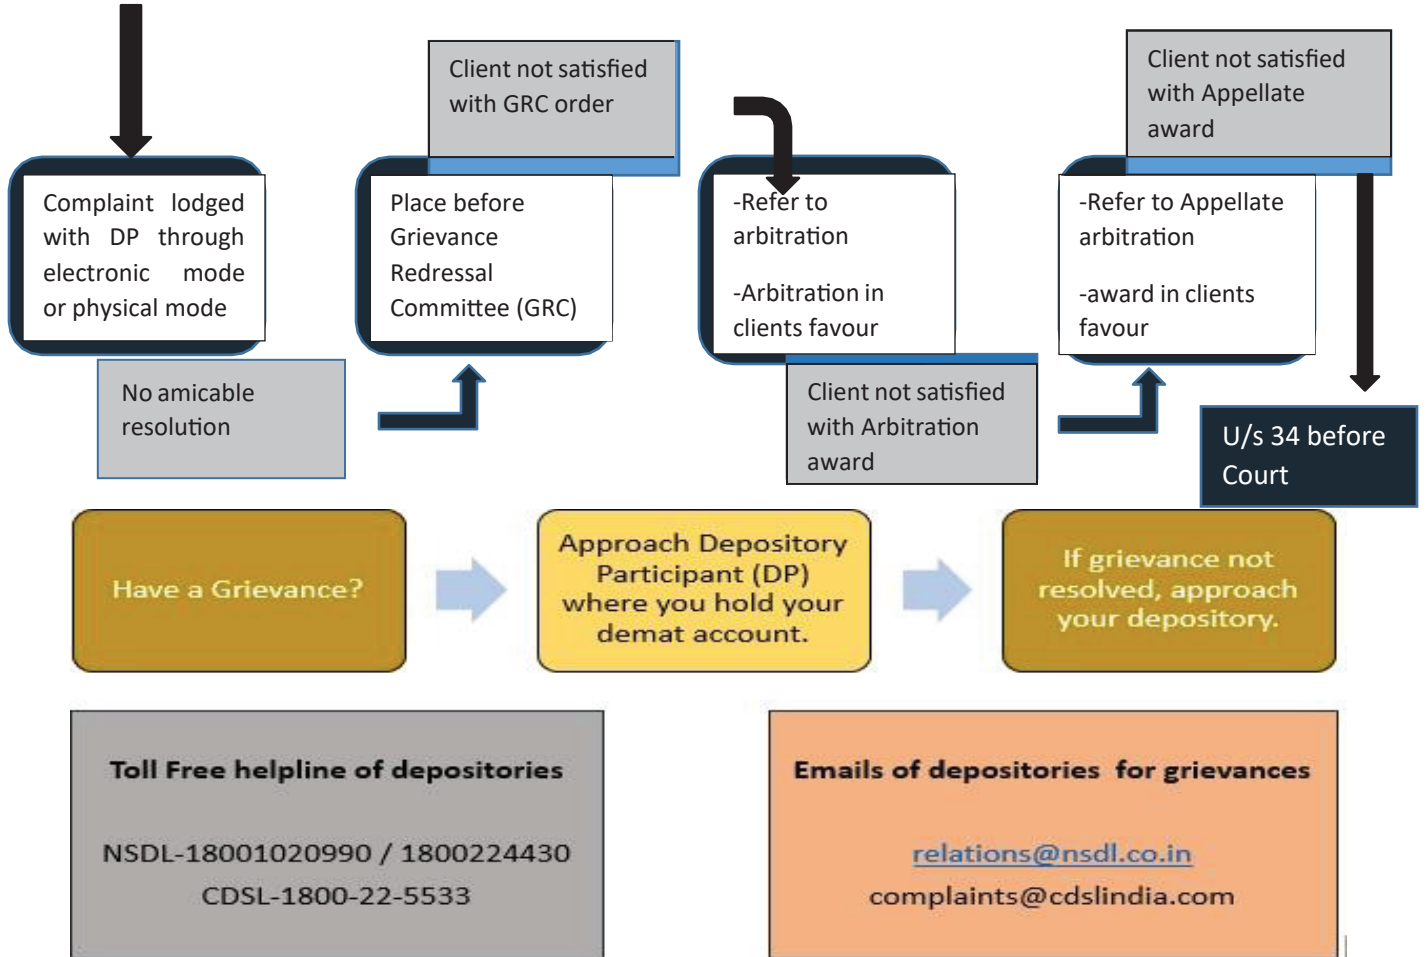 Client not satisfied
with GRC order
Client not satisfied
with Appellate
award
Complaint lodged
with DP through
electronic mode
or physical mode
Place before
Grievance
Redressal
Committee (GRC)
-Refer to
arbitration
-Arbitration in
clients favour
-Refer to Appellate
arbitration
-award in clients
favour
No amicable
resolution
Client not satisfied
with Arbitration
award
U/s 34 before
Court
Have a Grievance?
Approach Depository
Participant (DP)
where you hold your
demat account.
If grievance not
resolved, approach
your depository.
Toll Free helpline of depositories
NSDL-18001020990 / 1800224430
CDSL-1800-22-5533
Emails of depositories for grievances
relations@nsdl.co.in
complaints@cdslindia.com